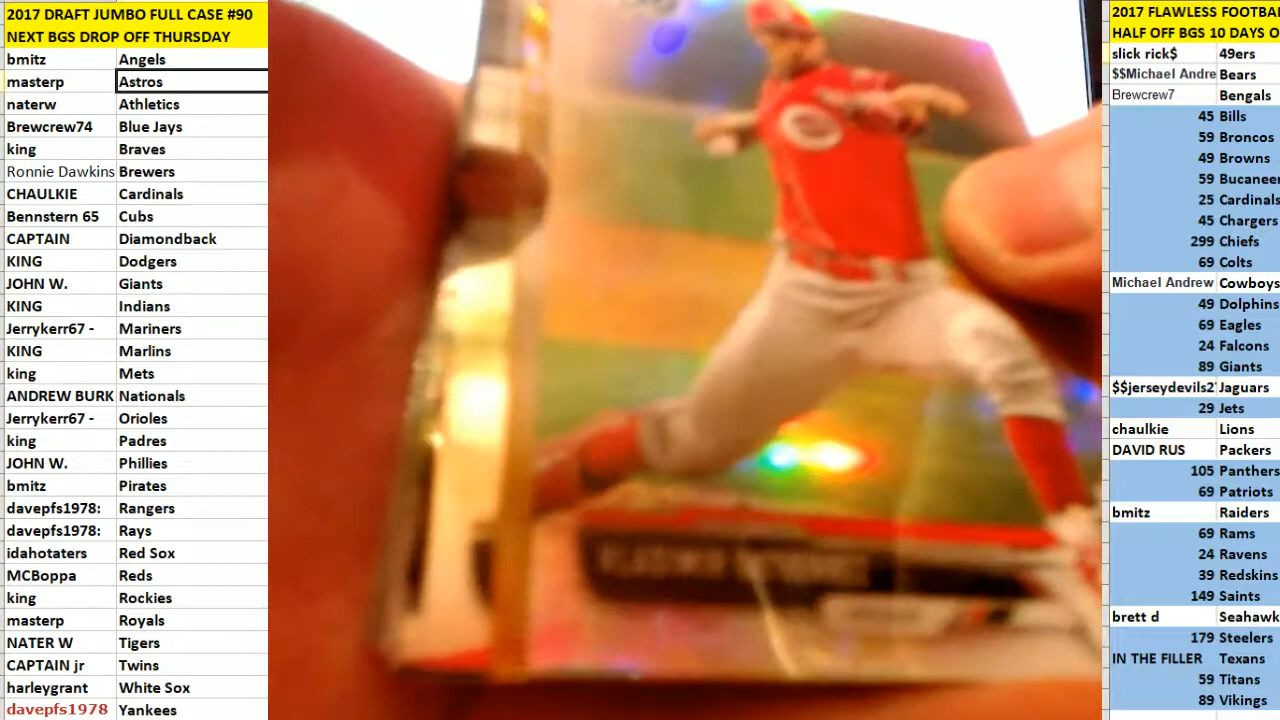 2017 DRAFT JUMBO FULL CASE #90
NEXT BGS DROP OFF THURSDAY
bmitz Angels
masterp Astros
naterw Athletics
Brewcrew74 Blue Jays
king Braves
Ronnie Dawkins Brewers
CHAULKIE Cardinals
Bennstern 65 Cubs
CAPTAIN Diamondback
KING Dodgers
JOHN W. Giants
KING Indians
Jerrykerr67 - Mariners
KING Marlins
king Mets
ANDREW BURK Nationals
Jerrykerr67 - Orioles
king Padres
JOHN W. Phillies
bmitz Pirates
davepfs1978: Rangers
davepfs1978: Rays
idahotaters Red Sox
MCBoppa Reds
king Rockies
masterp Royals
NATER W Tigers
CAPTAIN jr Twins
harleygrant White Sox
davepfs1978 Yankees
VLADIMIR
2017 FLAWLESS FOOTBA
HALF OFF BGS 10 DAYS O
slick rick$ 49ers
$$Michael Andre Bears
Brewcrew7 Bengals
45 Bills
59 Broncos
49 Browns
59 Bucaneer
25 Cardinals
45 Chargers
299 Chiefs
69 Colts
Michael Andrew Cowboys
49 Dolphins
69 Eagles
24 Falcons
89 Giants
$$jerseydevils2 Jaguars
29 Jets
chaulkie Lions
DAVID RUS Packers
105 Panthers
69 Patriots
bmitz Raiders
69 Rams
24 Ravens
39 Redskins
149 Saints
brett d Seahawk
179 Steelers
IN THE FILLER Texans
59 Titans
89 Vikings